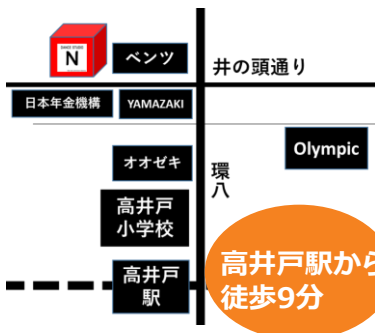 DANCE STUDIO
N
ベンツ
井の頭通り
日本年金機構
YAMAZAKI
Olympic
オオゼキ
環八
高井戸
小学校
高井戸
駅
高井戸駅から
徒歩9分